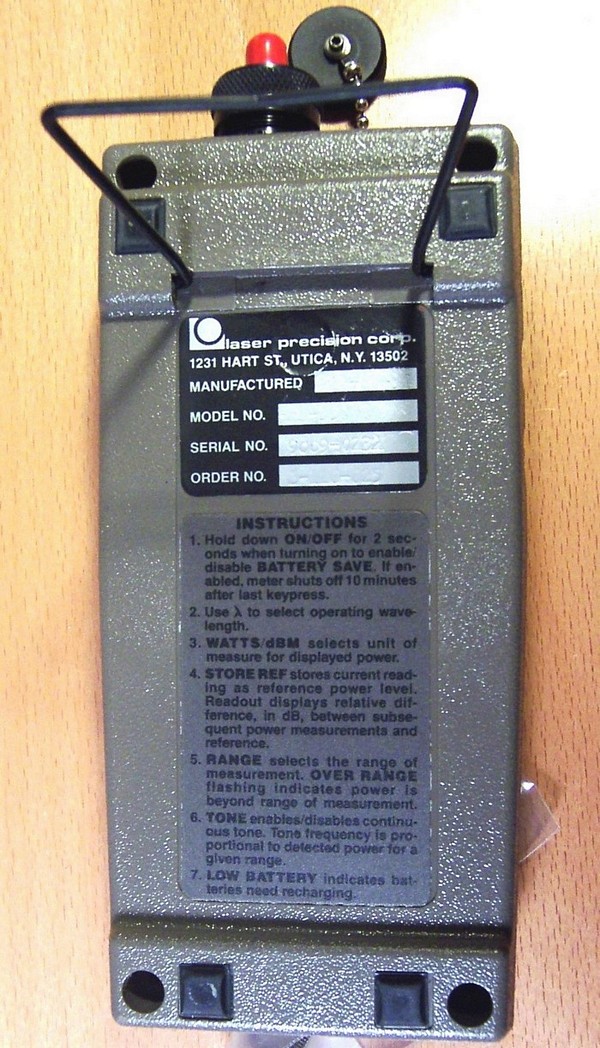 laser precision corp.
1231 HART ST., UTICA, N.Y. 13502
MANUFACTURED
MODEL NO.
SERIAL NO.
ORDER NO.
INSTRUCTIONS
1. Hold down ON/OFF for 2 sec-
onds when turning on to enable/
disable BATTERY SAVE. If en-
abled, meter shuts off 10 minutes
after last keypress.
2. Use λ to select operating wave-
length.
3. WATTS/dBM selects unit of
measure for displayed power.
4. STORE REF stores current read-
ing as reference power level.
Readout displays relative dif-
ference, in dB, between subse-
quent power measurements and
reference.
5. RANGE selects the range of
measurement. OVER RANGE
flashing indicates power is
beyond range of measurement.
6. TONE enables/disables continu-
ous tone. Tone frequency is pro-
portional to detected power for a
given range.
7. LOW BATTERY indicates bat-
teries need recharging.